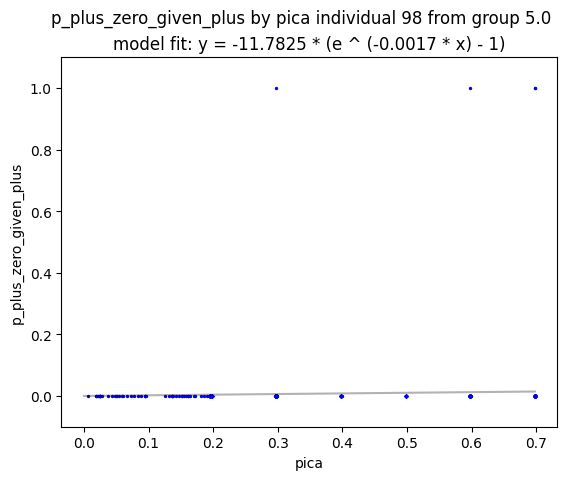 p_plus_zero_given_plus by pica individual 98 from group 5.0
model fit: y = -11.7825 * (e ^ (-0.0017 * x) - 1)
1.0
0.8
0.6
0.4
0.2
0.0
p_plus_zero_given_plus
0.0 0.1 0.2 0.3 0.4 0.5 0.6 0.7
pica